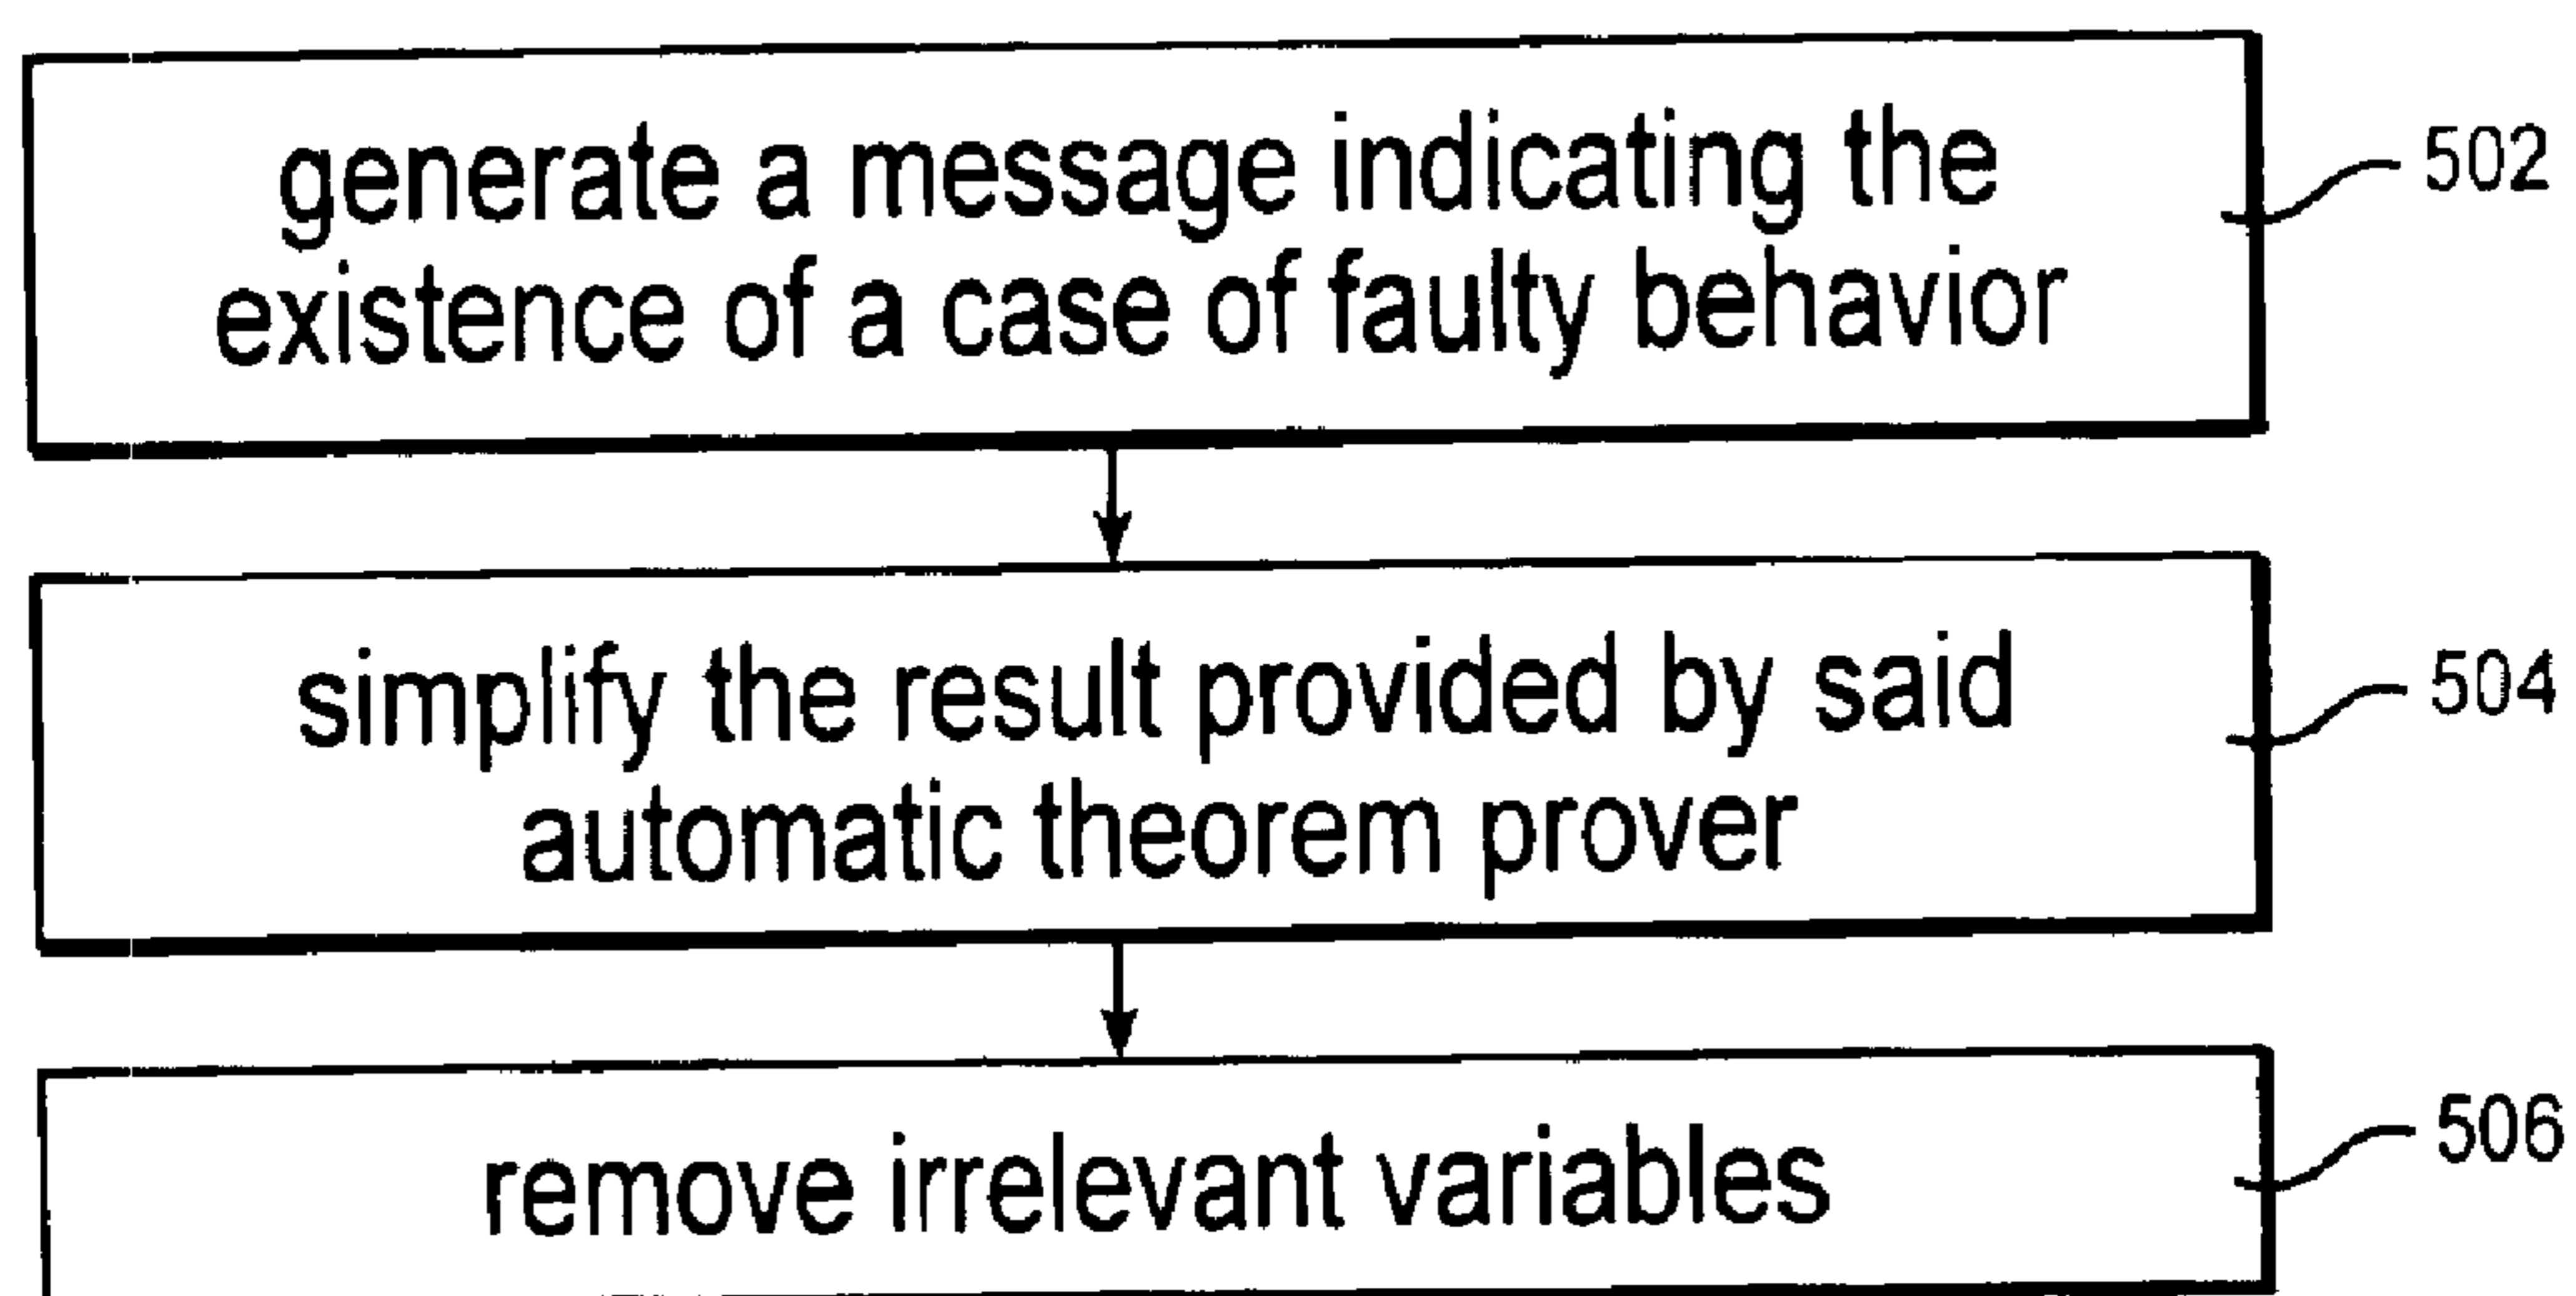 generate a message indicating the
existence of a case of faulty behavior
502
simplify the result provided by said
automatic theorem prover
504
remove irrelevant variables
506